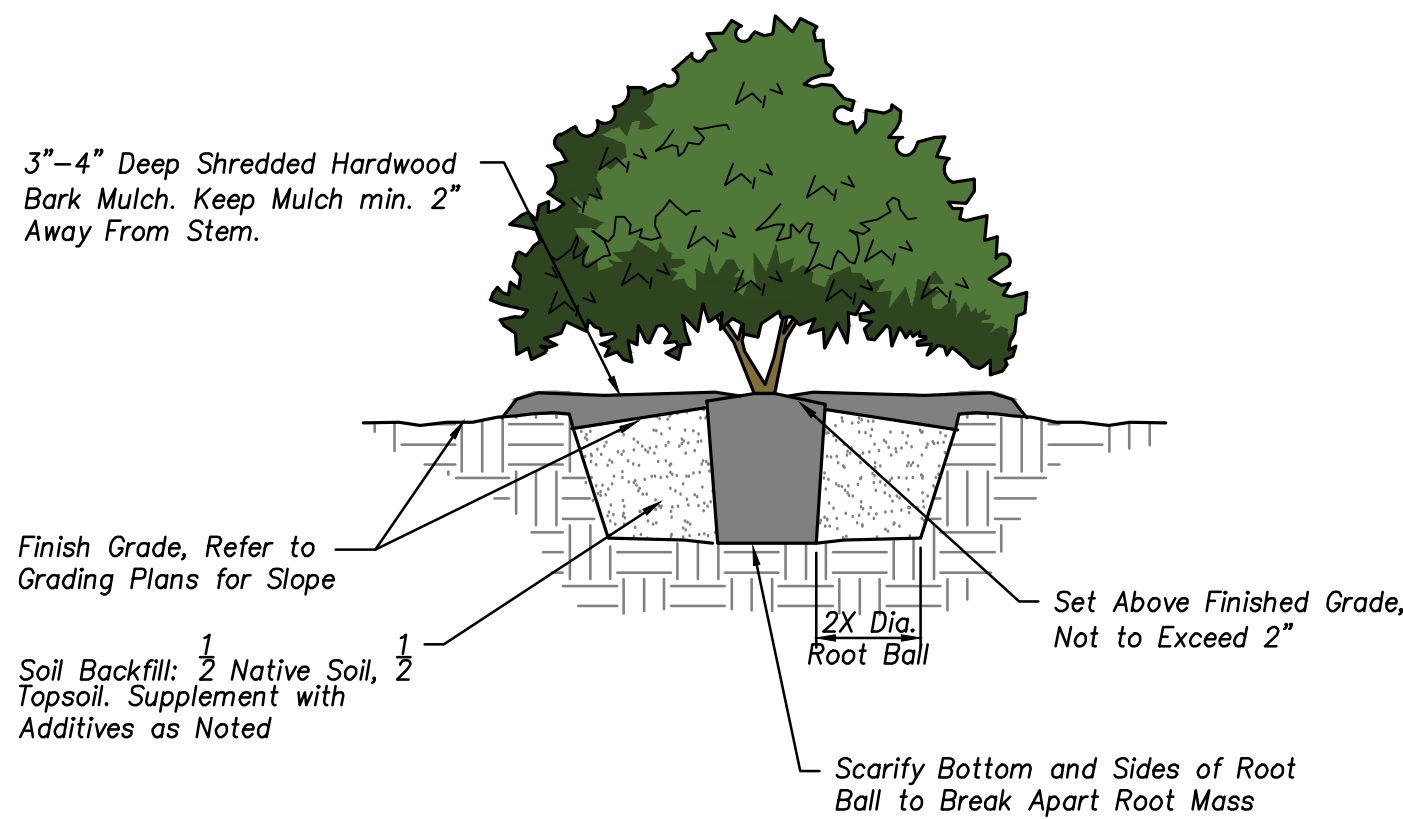 3”-4” Deep Shredded Hardwood
Bark Mulch. Keep Mulch min. 2”
Away From Stem.
Finish Grade, Refer to
Grading Plans for Slope
Soil Backfill: 1/2 Native Soil, 1/2
Topsoil. Supplement with
Additives as Noted
2X Dia.
Root Ball
Set Above Finished Grade,
Not to Exceed 2”
Scarify Bottom and Sides of Root
Ball to Break Apart Root Mass